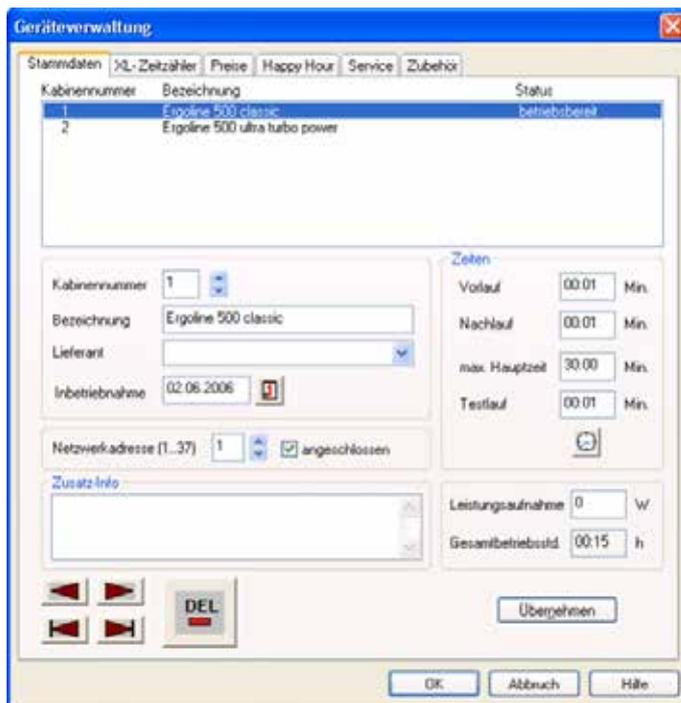 Geräteverwaltung
Stammdaten XL-Zeitzähler Preise Happy Hour Service Zubehör
Kabinennummer Bezeichnung Status
1 Ergoline 500 classic betriebsbereit
2 Ergoline 500 ultra turbo power
Kabinennummer 1
Bezeichnung Ergoline 500 classic
Lieferant
Inbetriebnahme 02.06.2006
Netzwerkadresse (1..37) 1 angeschlossen
Zusatz-Info
Zeiten
Vorlauf 00:01 Min.
Nachlauf 00:01 Min.
max. Hauptzeit 30:00 Min.
Testlauf 00:01 Min.
Leistungsaufnahme 0 W
Gesamtbetriebsstd. 00:15 h
DEL
Übernehmen
OK Abbruch Hilfe